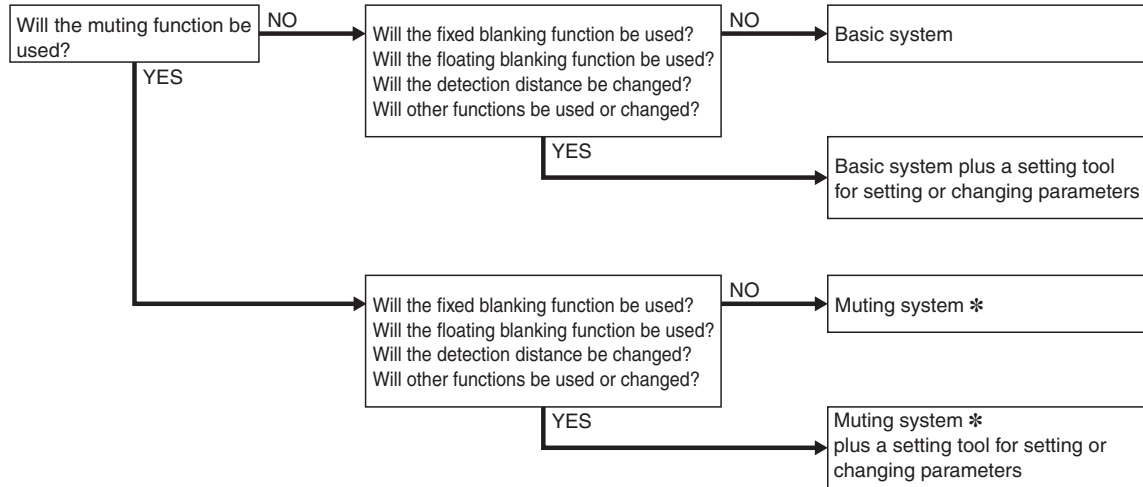 Will the muting function be
used?
NO
YES
Will the fixed blanking function be used?
Will the floating blanking function be used?
Will the detection distance be changed?
Will other functions be used or changed?
NO
Basic system
YES
Basic system plus a setting tool
for setting or changing parameters
Will the fixed blanking function be used?
Will the floating blanking function be used?
Will the detection distance be changed?
Will other functions be used or changed?
NO
Muting system *
YES
Muting system *
plus a setting tool for setting or
changing parameters